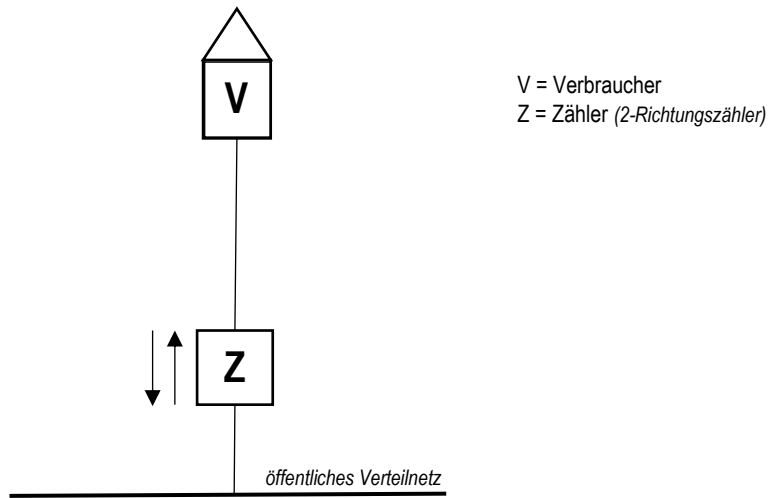 V
V = Verbraucher
Z = Zähler (2-Richtungszähler)
Z
öffentliches Verteilnetz